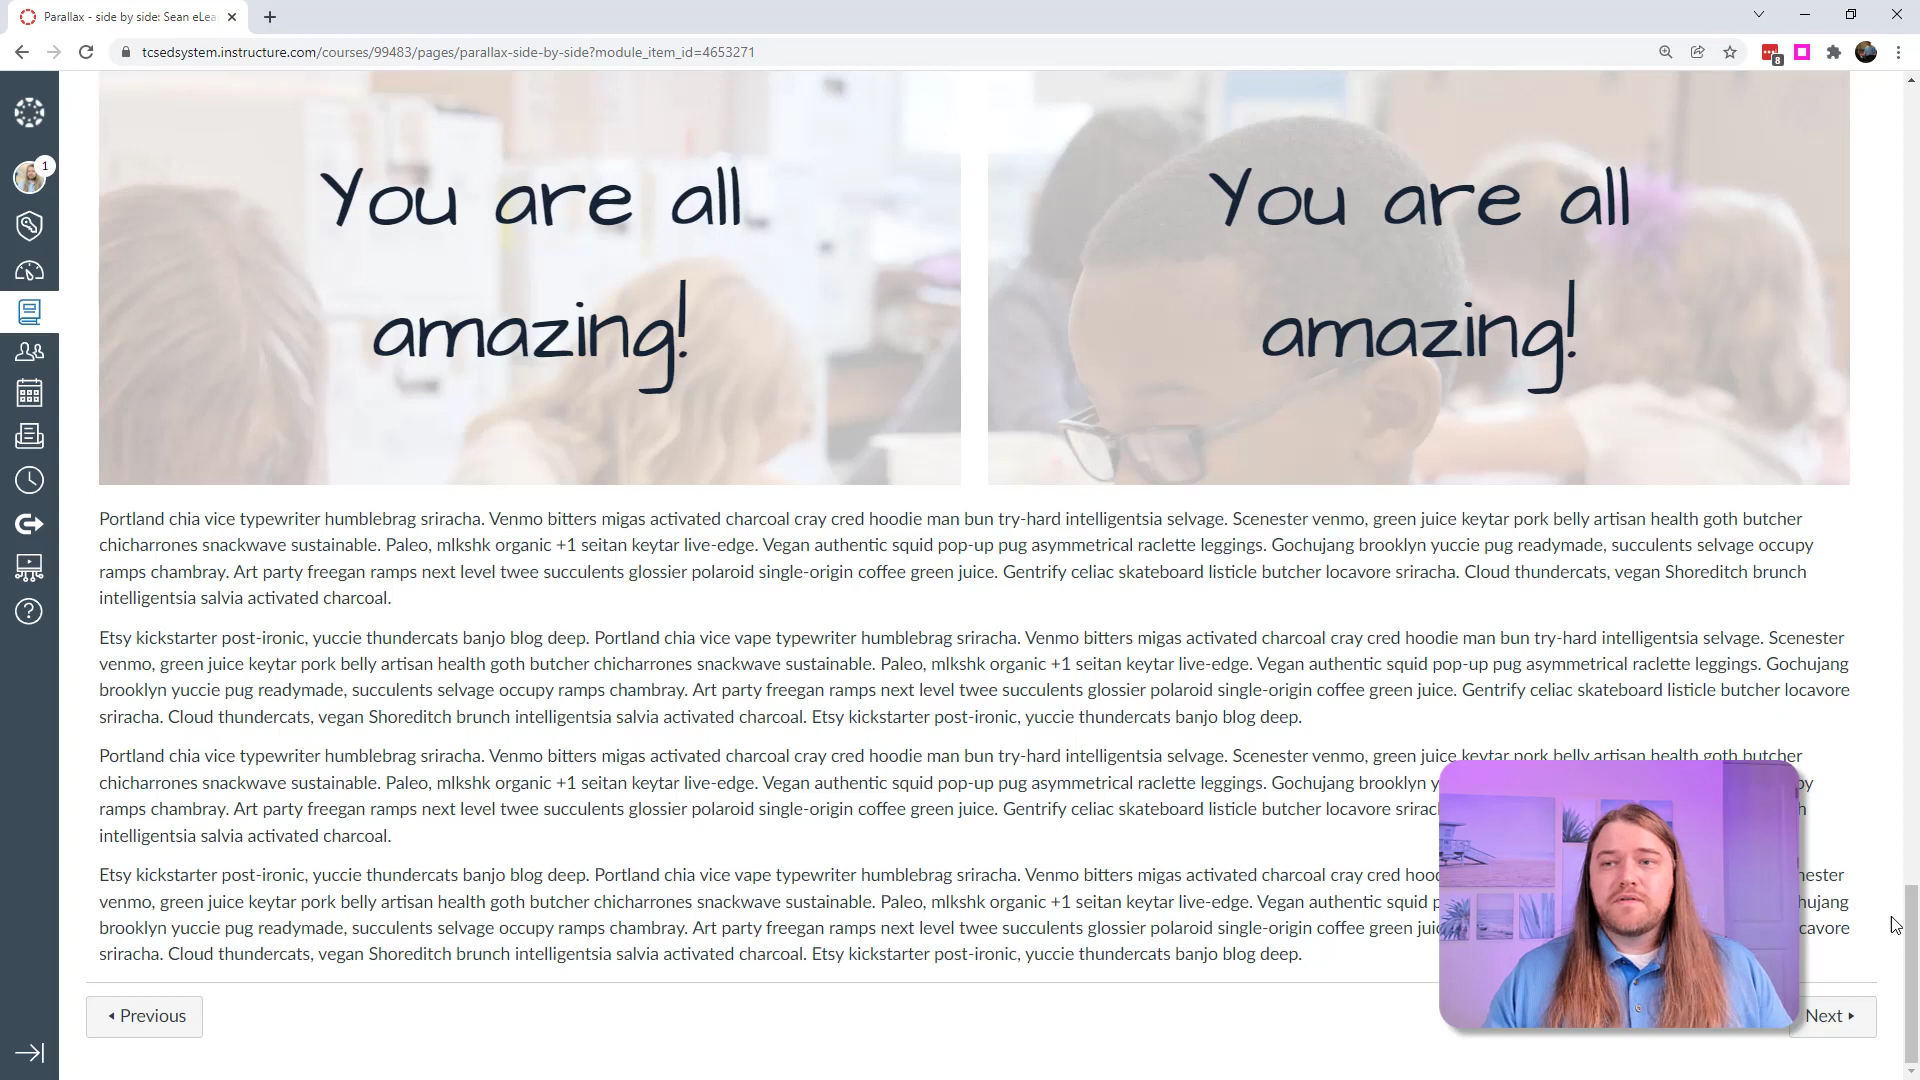 Parallax - side by side: Sean eLea
tcsedsystem.instructure.com/courses/99483/pages/parallax-side-by-side?module_item_id=4653271
8
1
You are all
amazing!
You are all
amazing!
Portland chia vice typewriter humblebrag sriracha. Venmo bitters migas activated charcoal cray cred hoodie man bun try-hard intelligentsia selvage. Scenester venmo, green juice keytar pork belly artisan health goth butcher
chicharrones snackwave sustainable. Paleo, mlkshk organic +1 seitan keytar live-edge. Vegan authentic squid pop-up pug asymmetrical raclette leggings. Gochujang brooklyn yuccie pug readymade, succulents selvage occupy
ramps chambray. Art party freegan ramps next level twee succulents glossier polaroid single-origin coffee green juice. Gentrify celiac skateboard listicle butcher locavore sriracha. Cloud thundercats, vegan Shoreditch brunch
intelligentsia salvia activated charcoal.
Etsy kickstarter post-ironic, yuccie thundercats banjo blog deep. Portland chia vice vape typewriter humblebrag sriracha. Venmo bitters migas activated charcoal cray cred hoodie man bun try-hard intelligentsia selvage. Scenester
venmo, green juice keytar pork belly artisan health goth butcher chicharrones snackwave sustainable. Paleo, mlkshk organic +1 seitan keytar live-edge. Vegan authentic squid pop-up pug asymmetrical raclette leggings. Gochujang
brooklyn yuccie pug readymade, succulents selvage occupy ramps chambray. Art party freegan ramps next level twee succulents glossier polaroid single-origin coffee green juice. Gentrify celiac skateboard listicle butcher locavore
sriracha. Cloud thundercats, vegan Shoreditch brunch intelligentsia salvia activated charcoal. Etsy kickstarter post-ironic, yuccie thundercats banjo blog deep.
Portland chia vice typewriter humblebrag sriracha. Venmo bitters migas activated charcoal cray cred hoodie man bun try-hard intelligentsia selvage. Scenester venmo, green juice keytar pork belly artisan health goth butcher
chicharrones snackwave sustainable. Paleo, mlkshk organic +1 seitan keytar live-edge. Vegan authentic squid pop-up pug asymmetrical raclette leggings. Gochujang brooklyn
ramps chambray. Art party freegan ramps next level twee succulents glossier polaroid single-origin coffee green juice. Gentrify celiac skateboard listicle butcher locavore
intelligentsia salvia activated charcoal.
Etsy kickstarter post-ironic, yuccie thundercats banjo blog deep. Portland chia vice vape typewriter humblebrag sriracha. Venmo bitters migas activated charcoal cray cred
venmo, green juice keytar pork belly artisan health goth butcher chicharrones snackwave sustainable. Paleo, mlkshk organic +1 seitan keytar live-edge. Vegan authentic squid
brooklyn yuccie pug readymade, succulents selvage occupy ramps chambray. Art party freegan ramps next level twee succulents glossier polaroid single-origin coffee green
sriracha. Cloud thundercats, vegan Shoreditch brunch intelligentsia salvia activated charcoal. Etsy kickstarter post-ironic, yuccie thundercats banjo blog deep.
Previous
Next